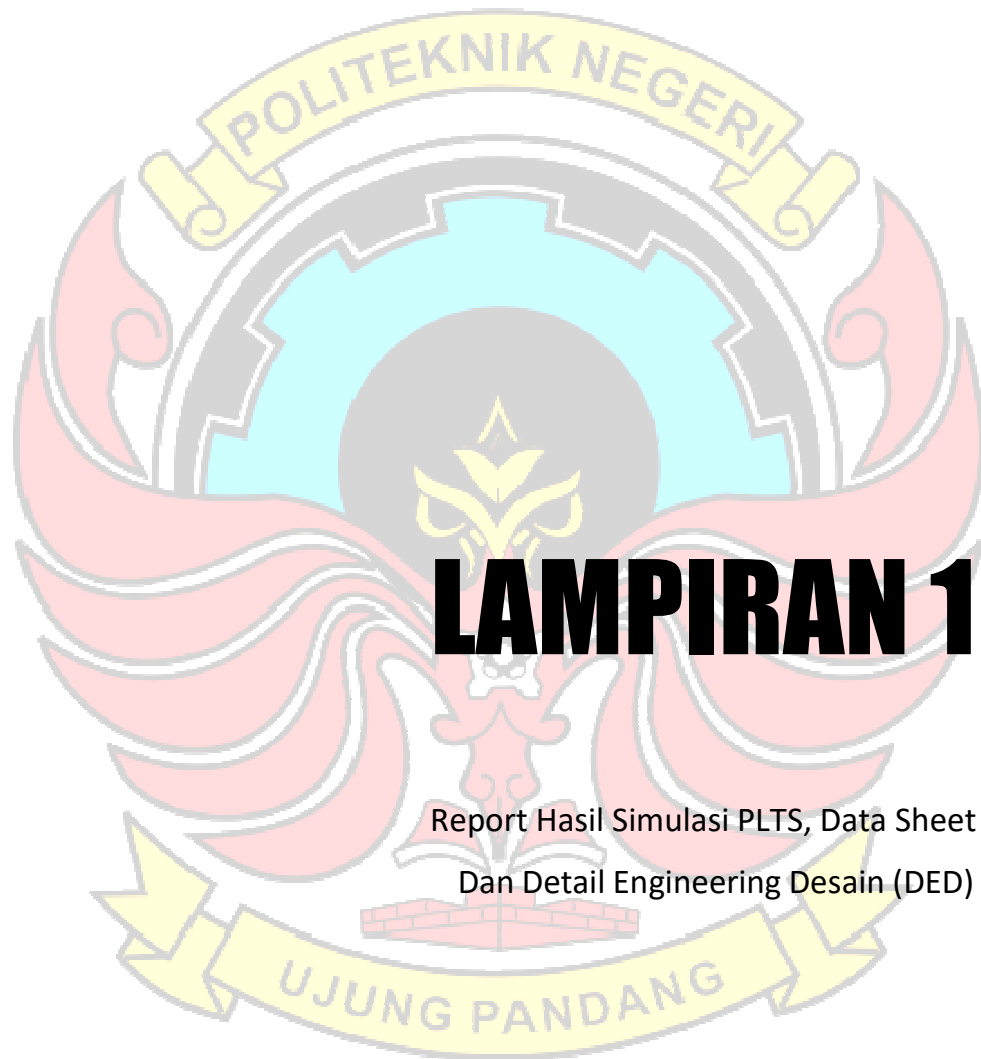 POLITEKNIK NEGERI
LAMPIRAN 1
Report Hasil Simulasi PLTS, Data Sheet
Dan Detail Engineering Desain (DED)
UJUNG PANDANG